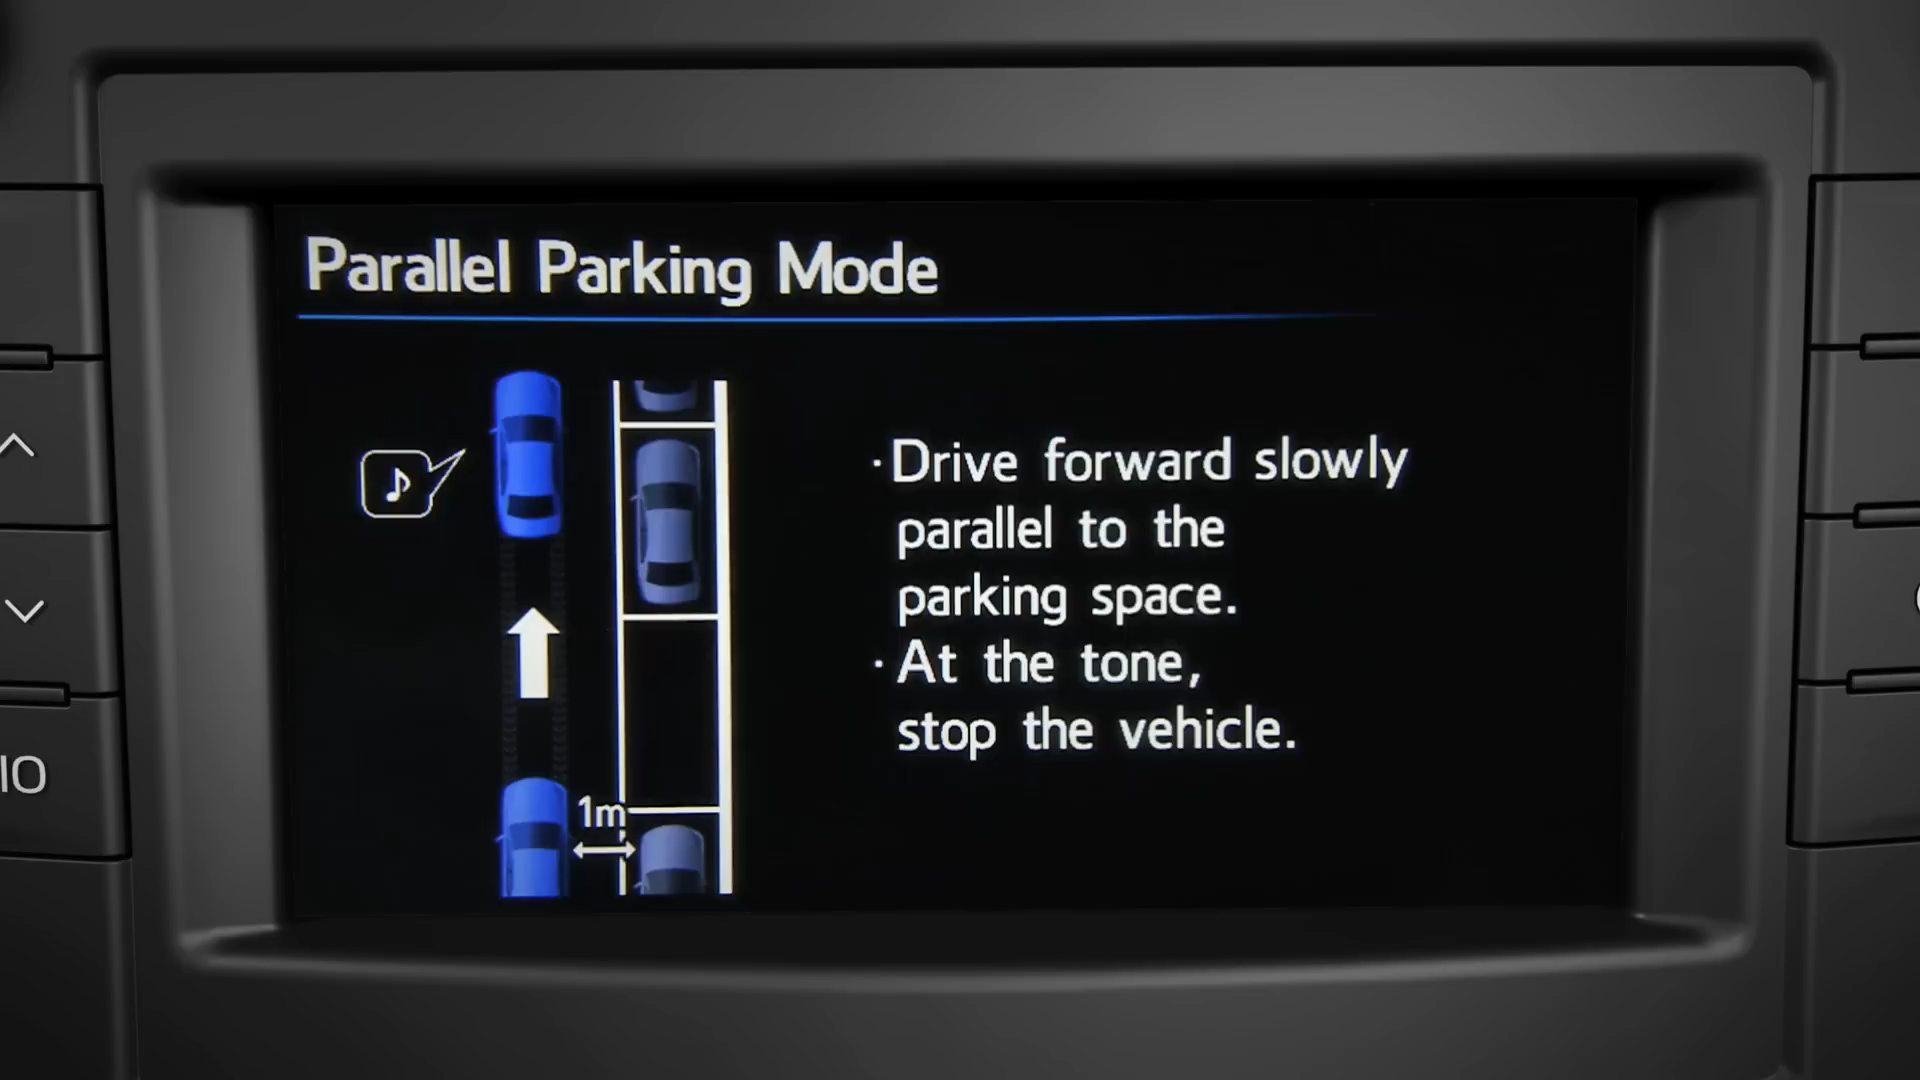 Parallel Parking Mode
·Drive forward slowly
parallel to the
parking space.
·At the tone,
stop the vehicle.
1m
IO